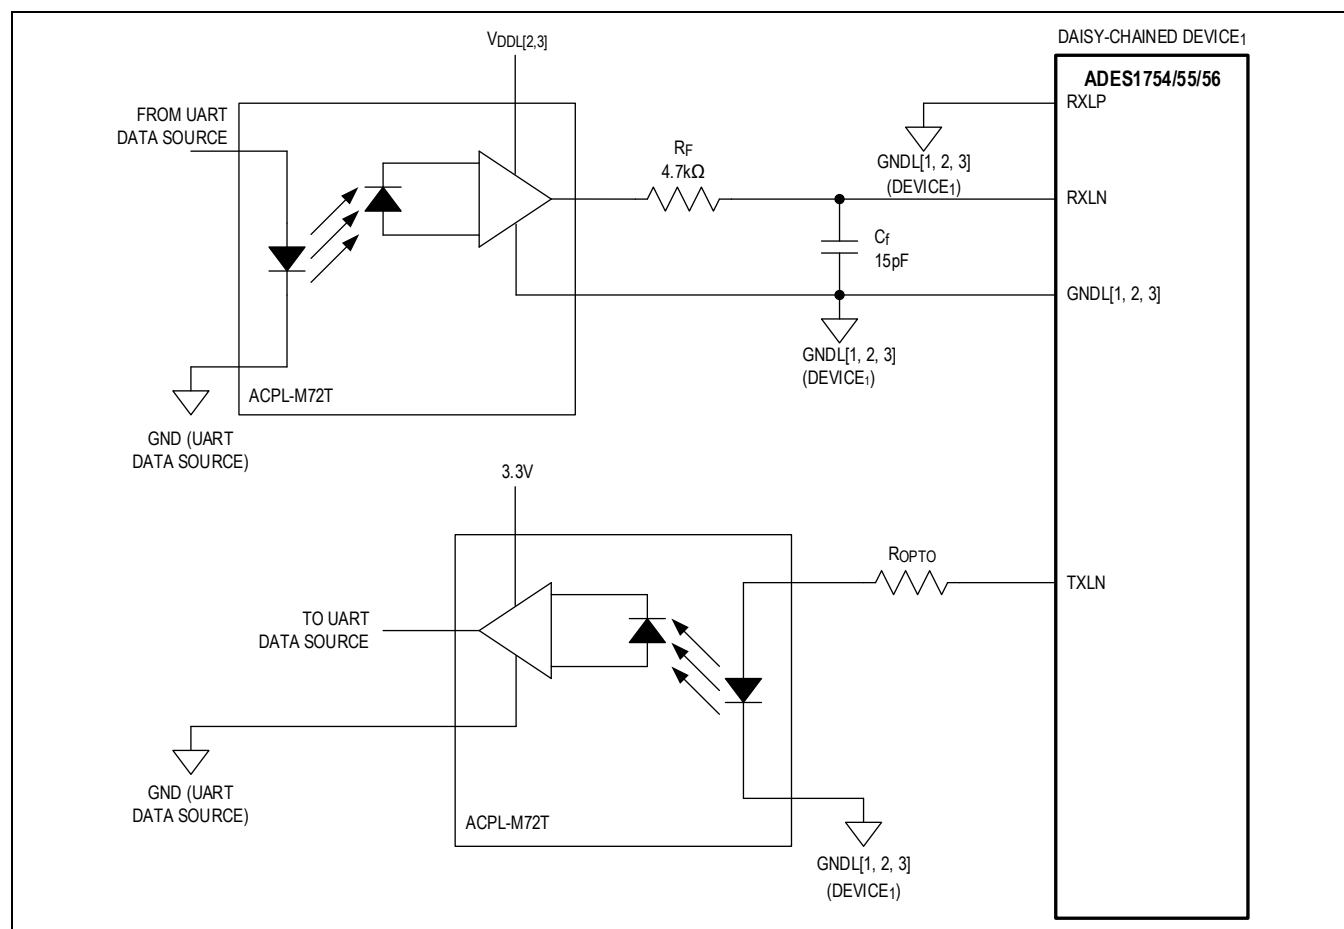 VDDL[2,3]
DAISY-CHAINED DEVICE1
ADES1754/55/56
FROM UART
DATA SOURCE
RXLP
RF
4.7kΩ
GNDL[1, 2, 3]
(DEVICE1)
RXLN
Cf
15pF
GNDL[1, 2, 3]
GNDL[1, 2, 3]
(DEVICE1)
ACPL-M72T
GND (UART
DATA SOURCE)
3.3V
ROPTO
TXLN
TO UART
DATA SOURCE
GND (UART
DATA SOURCE)
ACPL-M72T
GNDL[1, 2, 3]
(DEVICE1)